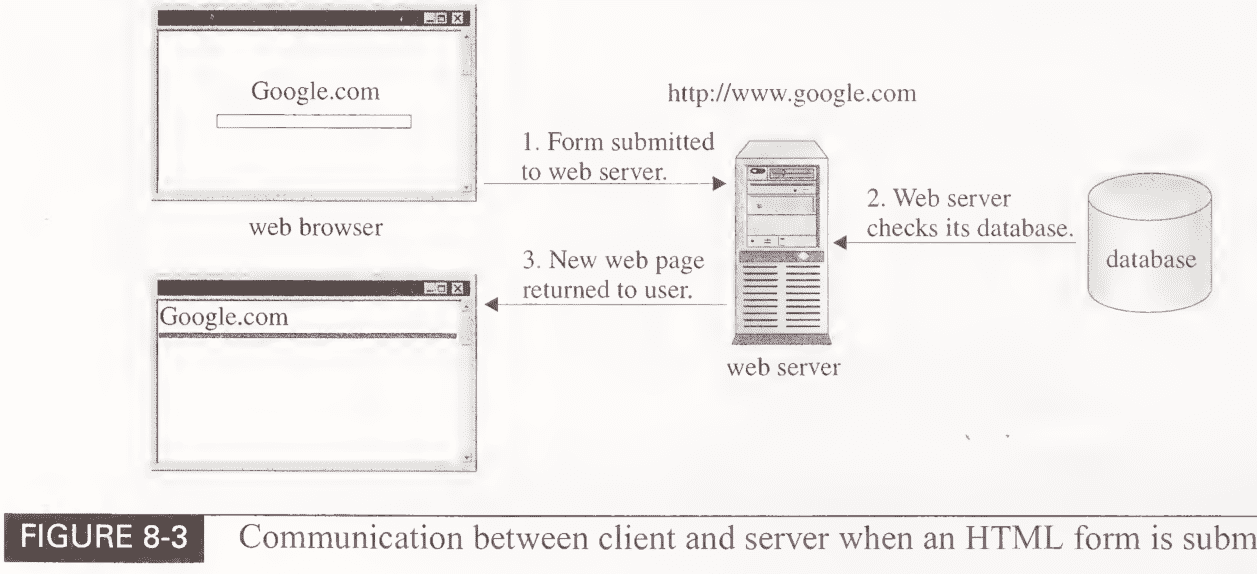 Google.com
http://www.google.com
1. Form submitted
to web server.
2. Web server
checks its database.
web browser
database
3. New web page
returned to user.
Google.com
web server
FIGURE 8-3 Communication between client and server when an HTML form is subm